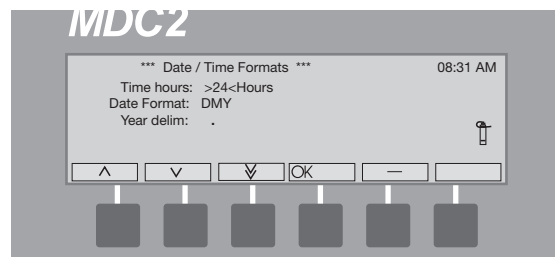 MDC2
*** Date / Time Formats *** 08:31 AM
Time hours: >24<Hours
Date Format: DMY
Year delim: .
OK —